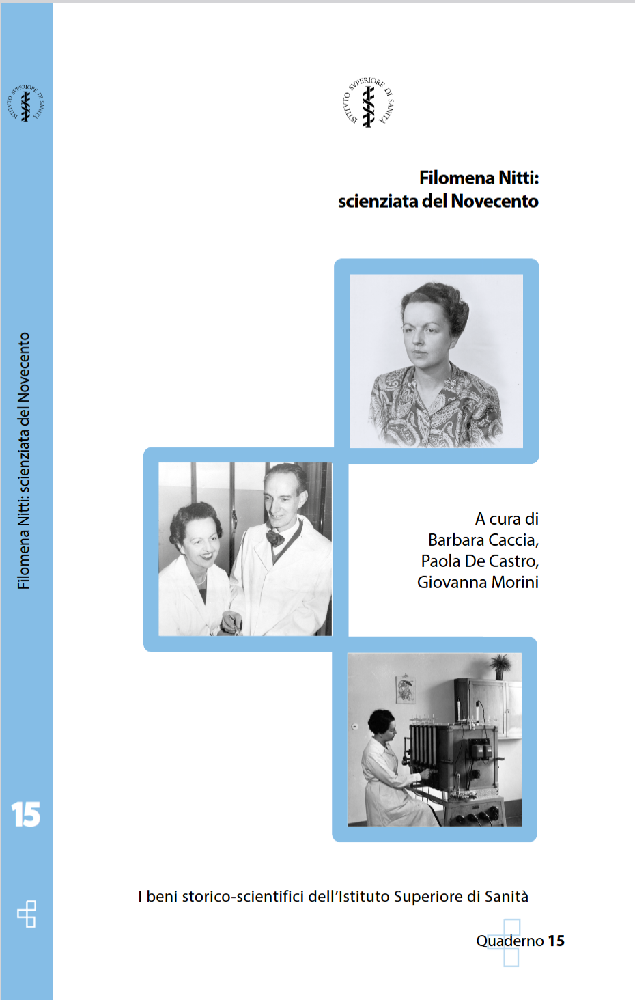 ISTITVTO SVPERIORE DI SANITÀ
Filomena Nitti: scienziata del Novecento
15
ISTITVTO SVPERIORE DI SANITÀ
Filomena Nitti:
scienziata del Novecento
A cura di
Barbara Caccia,
Paola De Castro,
Giovanna Morini
I beni storico-scientifici dell’Istituto Superiore di Sanità
Quaderno 15